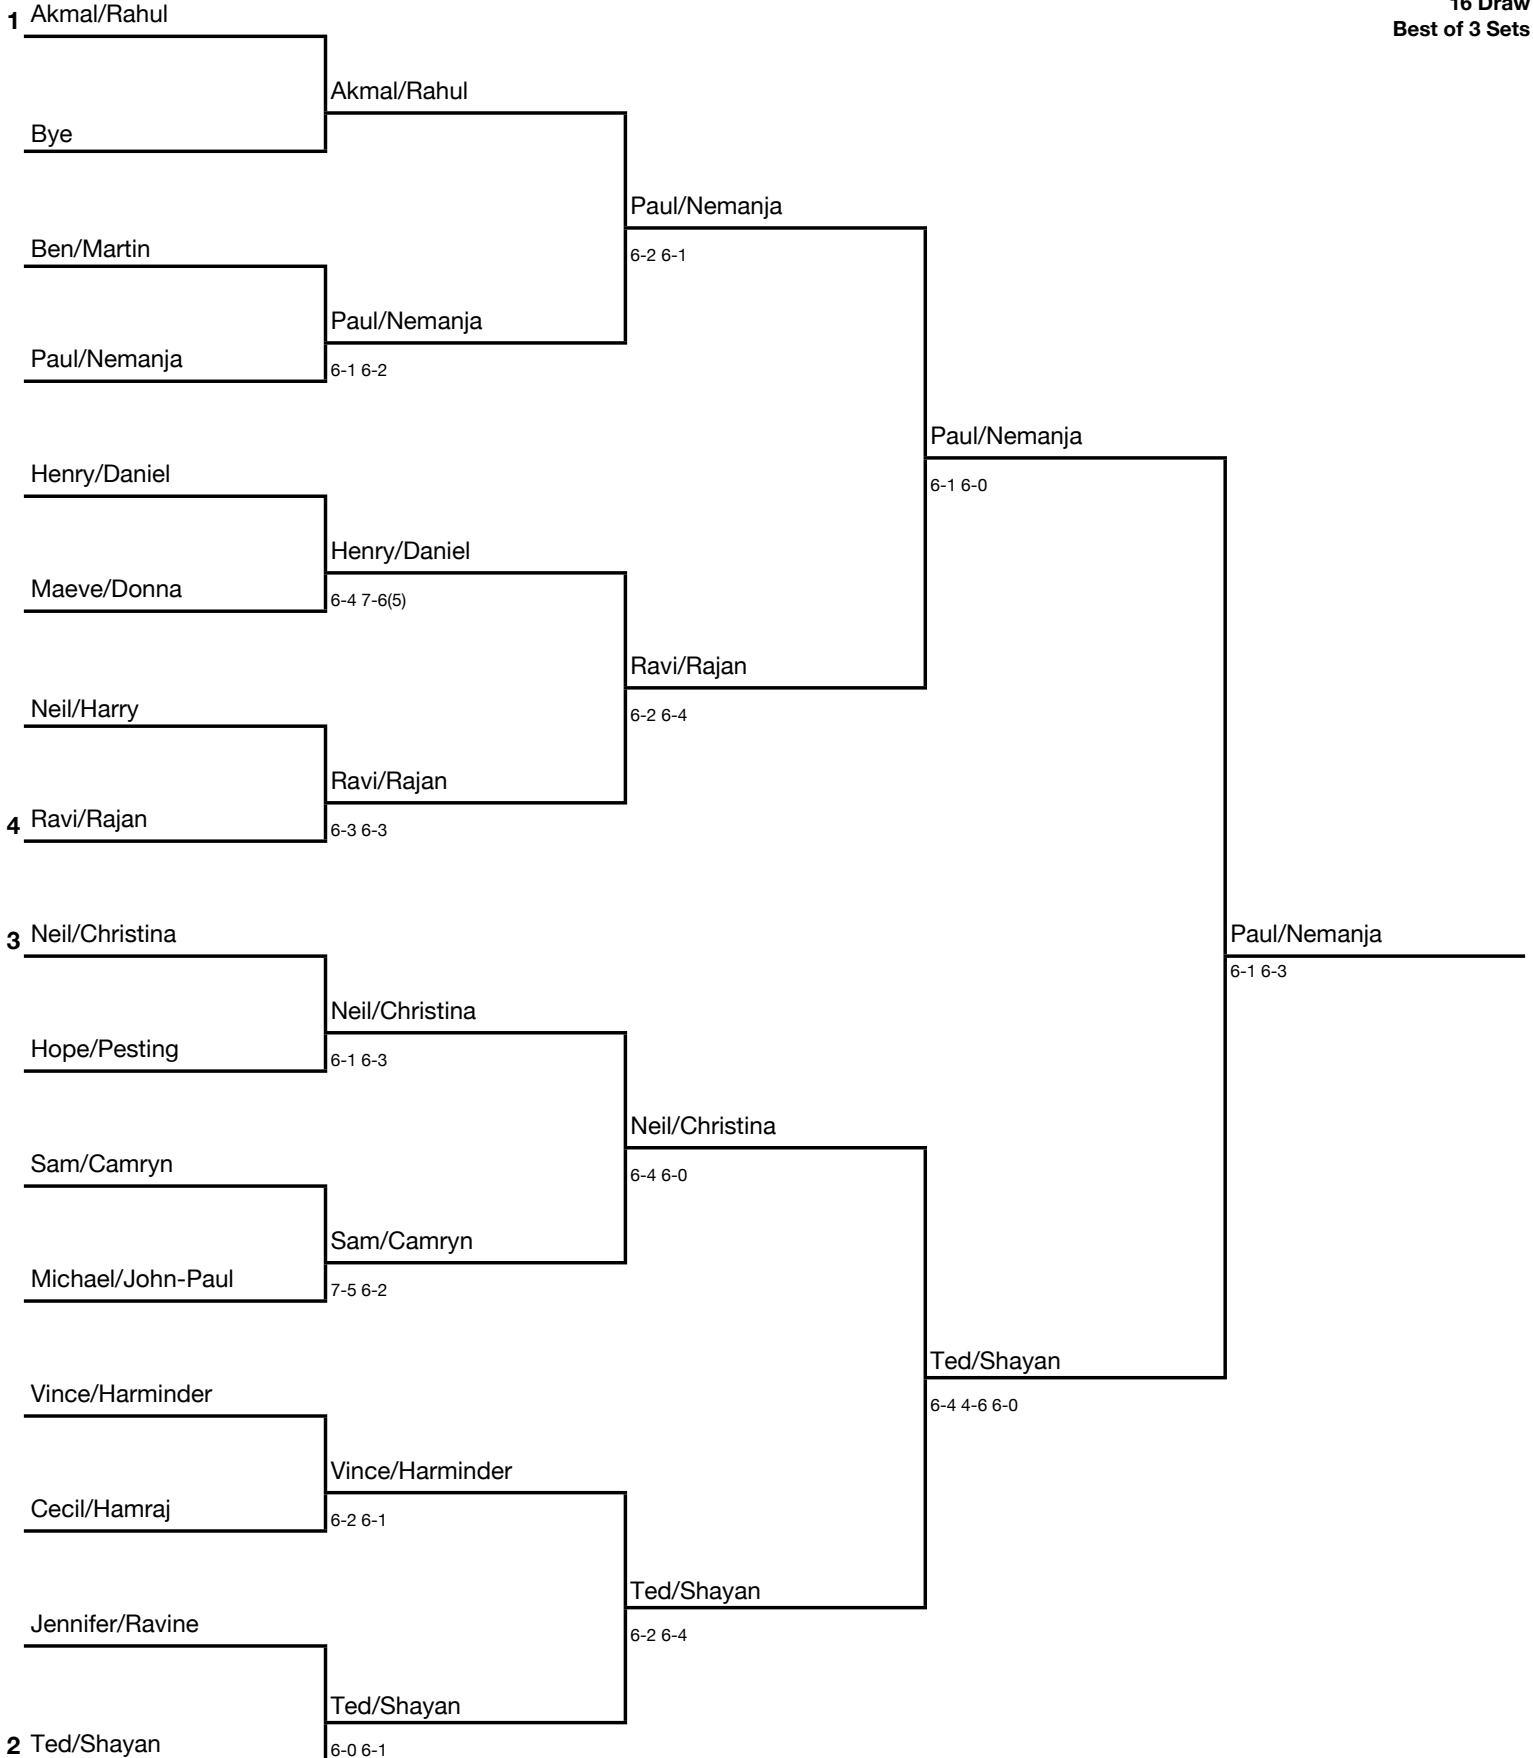 16 Draw
Best of 3 Sets
1 Akmal/Rahul
Bye
Ben/Martin
Paul/Nemanja
Henry/Daniel
Maeve/Donna
Neil/Harry
4 Ravi/Rajan
3 Neil/Christina
Hope/Pesting
Sam/Camryn
Michael/John-Paul
Vince/Harminder
Cecil/Hamraj
Jennifer/Ravine
2 Ted/Shayan
Akmal/Rahul
Paul/Nemanja
6-1 6-2
Henry/Daniel
6-4 7-6(5)
Ravi/Rajan
6-3 6-3
Neil/Christina
6-1 6-3
Sam/Camryn
7-5 6-2
Vince/Harminder
6-2 6-1
Ted/Shayan
6-0 6-1
Paul/Nemanja
6-2 6-1
Ravi/Rajan
6-2 6-4
Neil/Christina
6-4 6-0
Ted/Shayan
6-2 6-4
Paul/Nemanja
6-1 6-0
Ted/Shayan
6-4 4-6 6-0
Paul/Nemanja
6-1 6-3